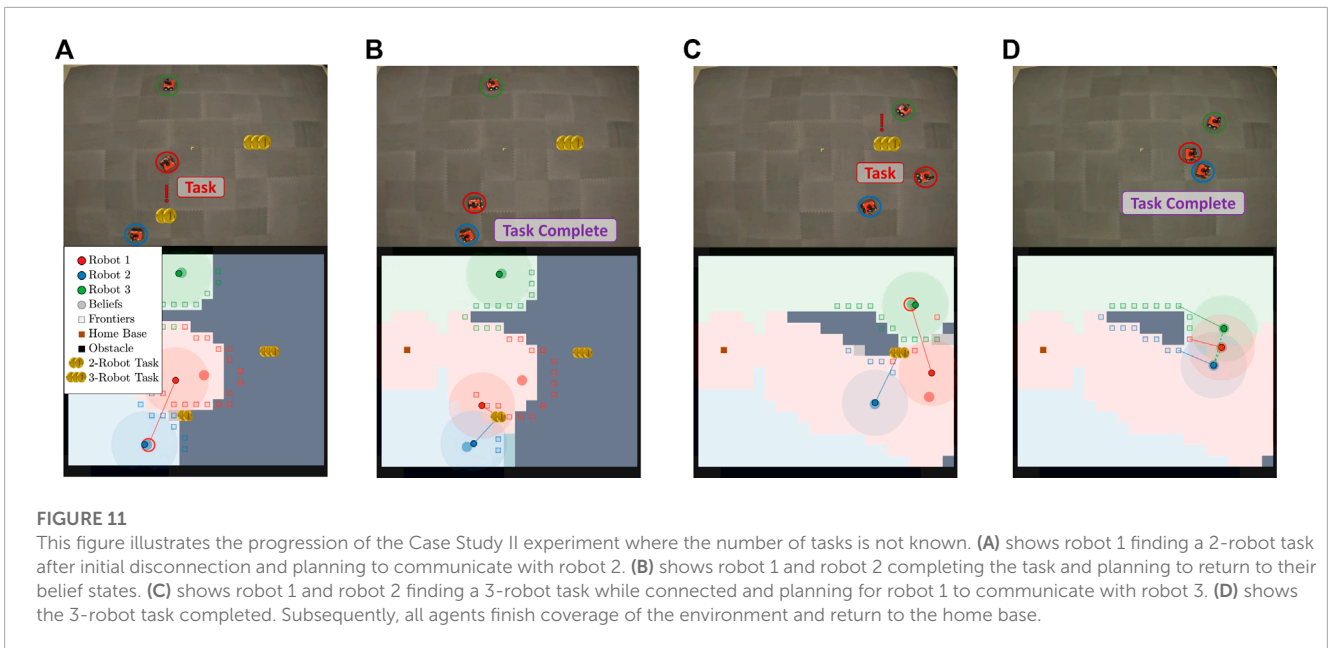 A
B
C
D
Task
Task Complete
Task
Task Complete
Robot 1
Robot 2
Robot 3
Beliefs
Frontiers
Home Base
Obstacle
2-Robot Task
3-Robot Task
FIGURE 11
This figure illustrates the progression of the Case Study II experiment where the number of tasks is not known. (A) shows robot 1 finding a 2-robot task
after initial disconnection and planning to communicate with robot 2. (B) shows robot 1 and robot 2 completing the task and planning to return to their
belief states. (C) shows robot 1 and robot 2 finding a 3-robot task while connected and planning for robot 1 to communicate with robot 3. (D) shows
the 3-robot task completed. Subsequently, all agents finish coverage of the environment and return to the home base.